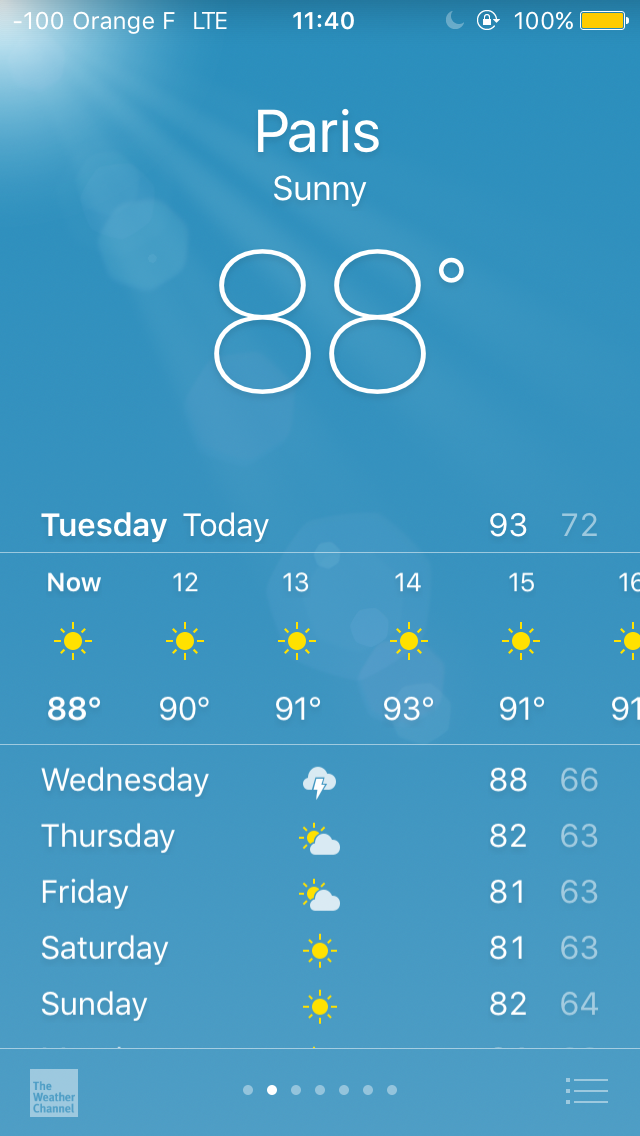 -100 Orange F LTE 11:40 100%
Paris
Sunny
88°
Tuesday Today 93 72
Now 12 13 14 15 16
88° 90° 91° 93° 91° 91
Wednesday 88 66
Thursday 82 63
Friday 81 63
Saturday 81 63
Sunday 82 64
The
Weather
Channel